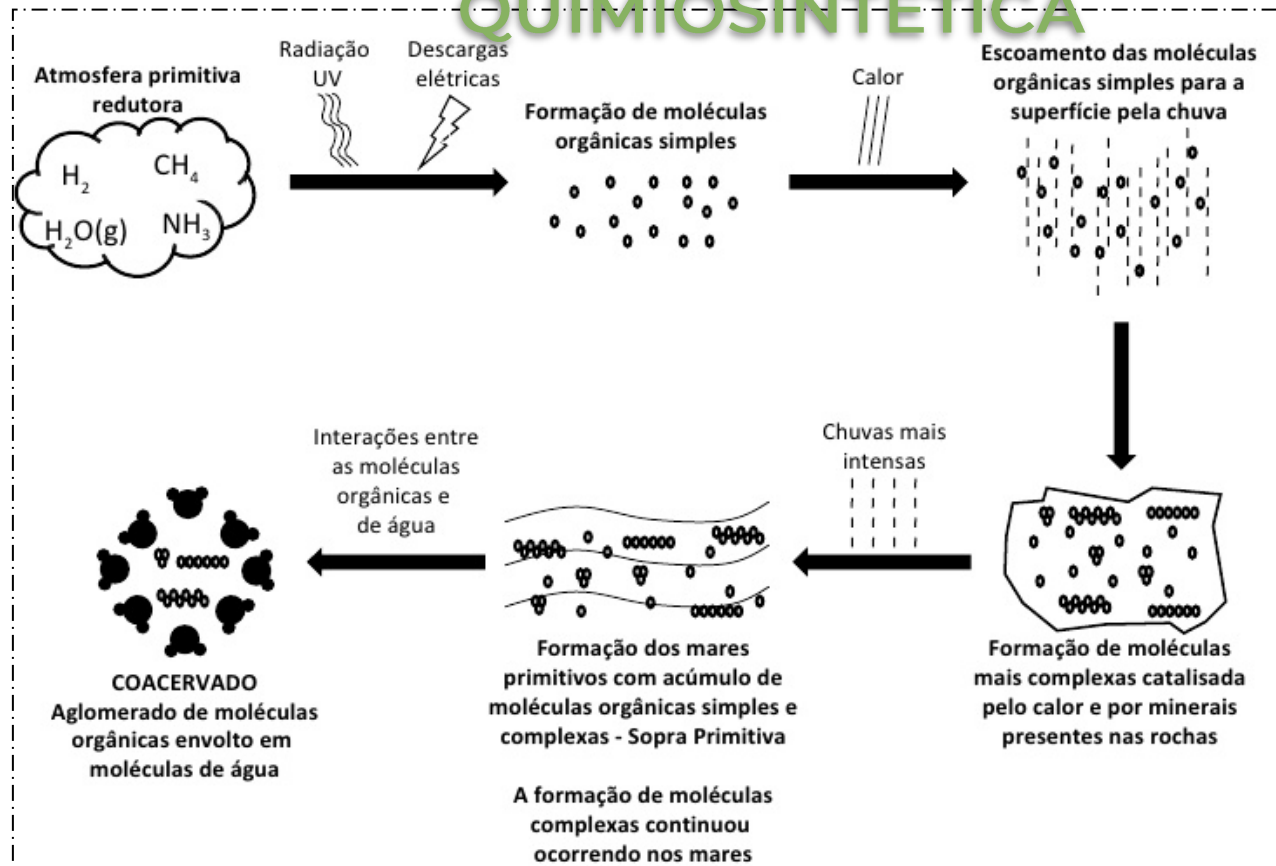 QUIMIOSINTÉTICA
Atmosfera primitiva
redutora
H₂
CH₄
H₂O(g)
NH₃
Radiação
UV
Descargas
elétricas
Formação de moléculas
orgânicas simples
Calor
Escoamento das moléculas
orgânicas simples para a
superfície pela chuva
Formação de moléculas
mais complexas catalisada
pelo calor e por minerais
presentes nas rochas
Chuvas mais
intensas
Formação dos mares
primitivos com acúmulo de
moléculas orgânicas simples e
complexas - Sopra Primitiva
A formação de moléculas
complexas continuou
ocorrendo nos mares
Interações entre
as moléculas
orgânicas e
de água
COACERVADO
Aglomerado de moléculas
orgânicas envolto em
moléculas de água